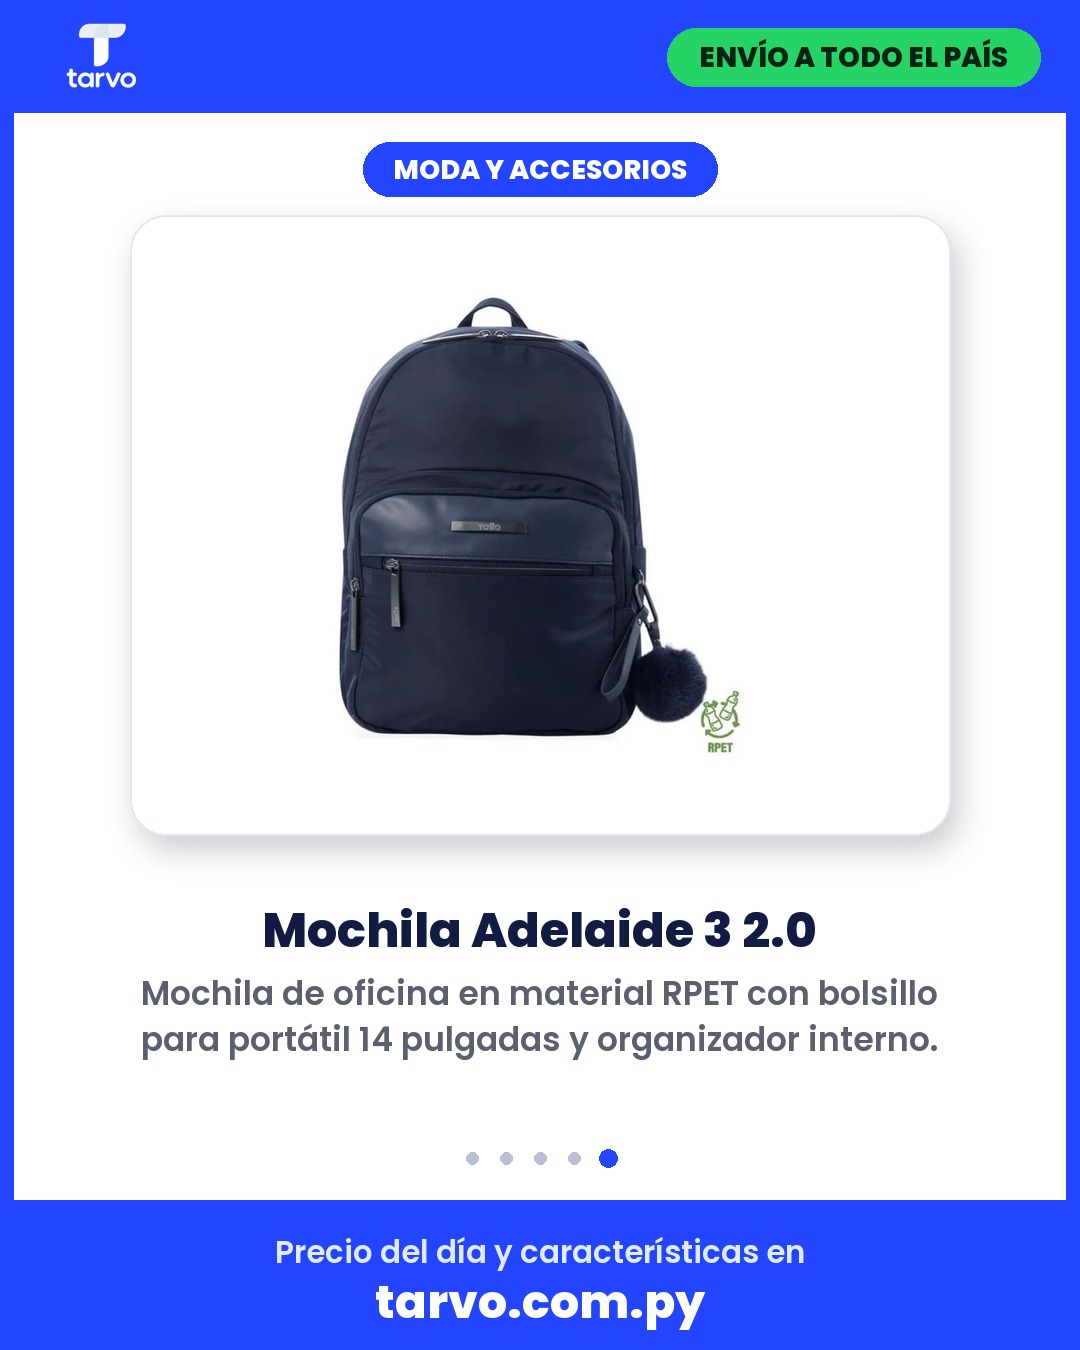 tarvo
ENVÍO A TODO EL PAÍS
MODA Y ACCESORIOS
RPET
Mochila Adelaide 3 2.0
Mochila de oficina en material RPET con bolsillo
para portátil 14 pulgadas y organizador interno.
Precio del día y características en
tarvo.com.py